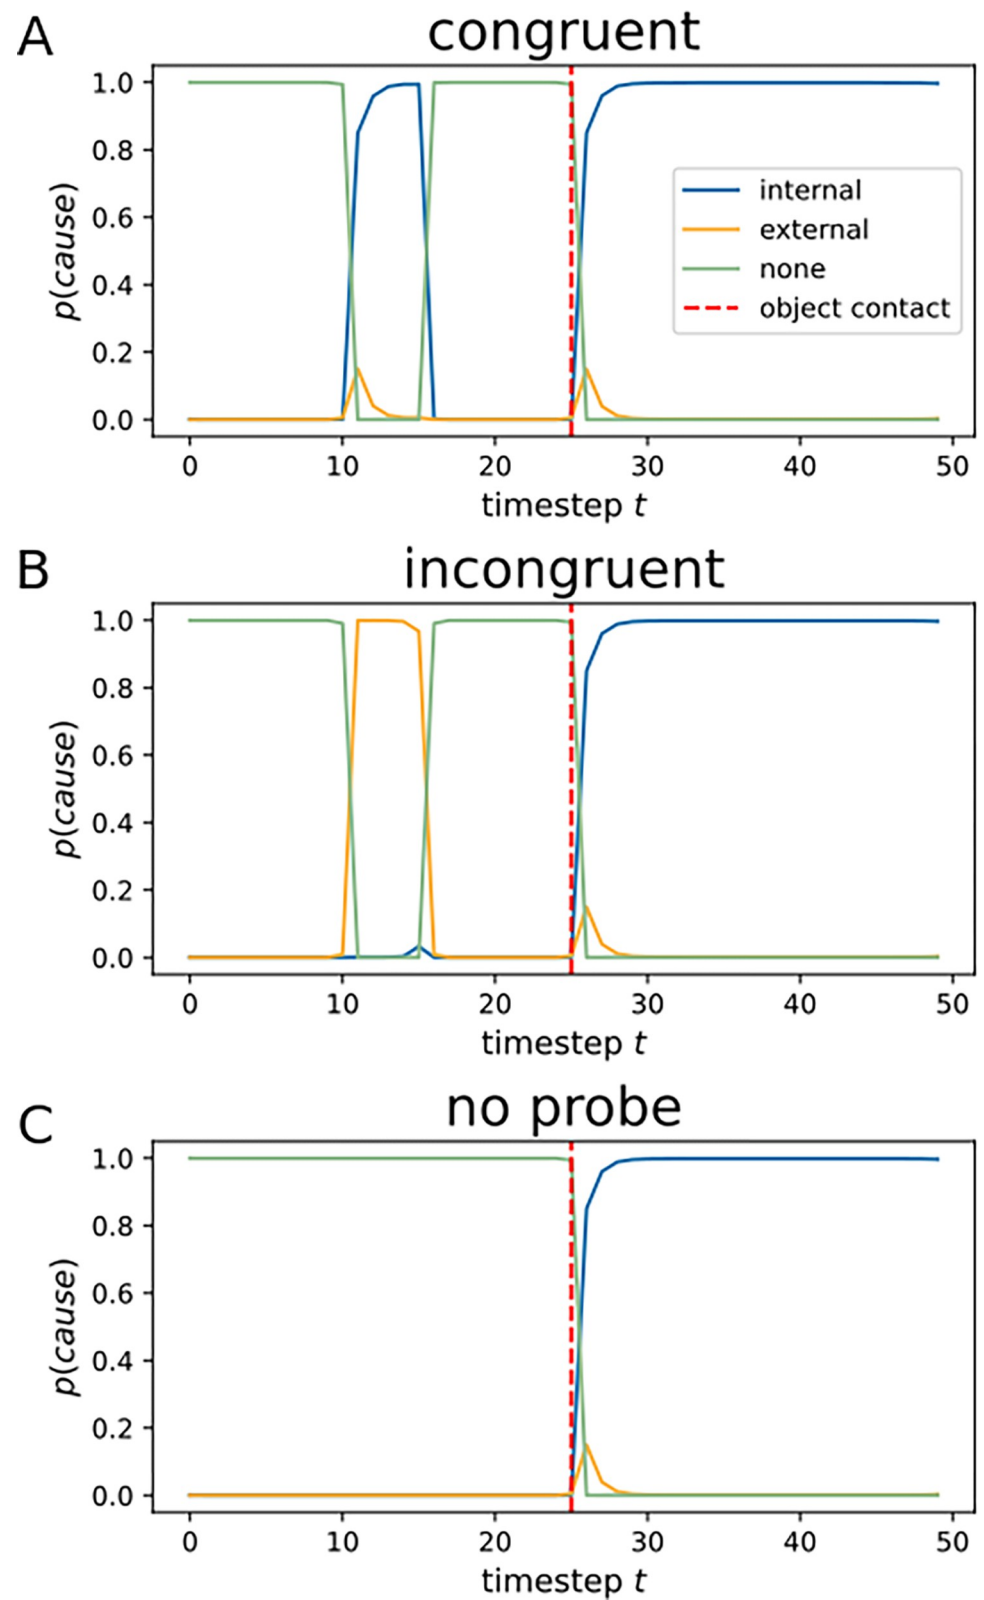 A
congruent
1.0
0.8
0.6
0.4
0.2
0.0
p(cause)
internal
external
none
object contact
0 10 20 30 40 50
timestep t
B
incongruent
1.0
0.8
0.6
0.4
0.2
0.0
p(cause)
0 10 20 30 40 50
timestep t
C
no probe
1.0
0.8
0.6
0.4
0.2
0.0
p(cause)
0 10 20 30 40 50
timestep t